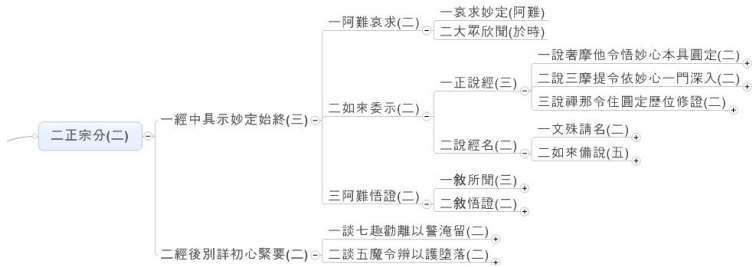 二正宗分(二)
一經中具示妙定始終(三)
一阿難哀求(二)
一哀求妙定(阿難)
二大眾欣聞(於時)
二如來委示(二)
一正說經(三)
一說奢摩他令悟妙心本具圓定(二)
二說三摩提令依妙心一門深入(二)
三說禪那令住圓定歷位修證(二)
二說經名(二)
一文殊請名(二)
二如來備說(五)
三阿難悟證(二)
一敘所聞(三)
二敘悟證(二)
二經後別詳初心緊要(二)
一談七趣勸離以警淹留(二)
二談五魔令辨以護墮落(二)